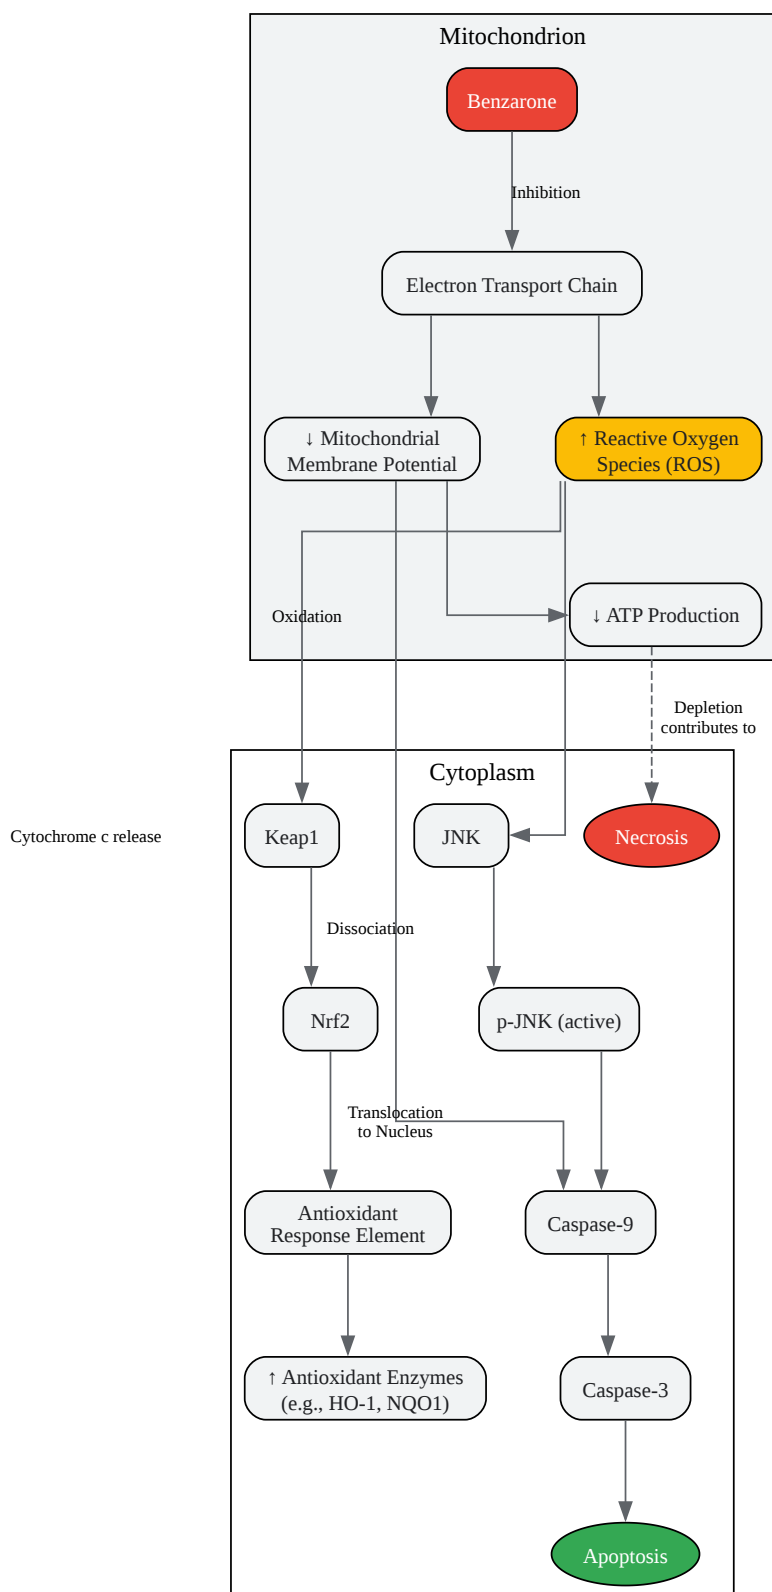 Mitochondrion
Benzarone
Inhibition
Electron Transport Chain
↓ Mitochondrial
Membrane Potential
↑ Reactive Oxygen
Species (ROS)
Oxidation
↓ ATP Production
Depletion
contributes to
Cytoplasm
Cytochrome c release
Keap1
JNK
Necrosis
Dissociation
Nrf2
p-JNK (active)
Translocation
to Nucleus
Antioxidant
Response Element
Caspase-9
↑ Antioxidant Enzymes
(e.g., HO-1, NQO1)
Caspase-3
Apoptosis